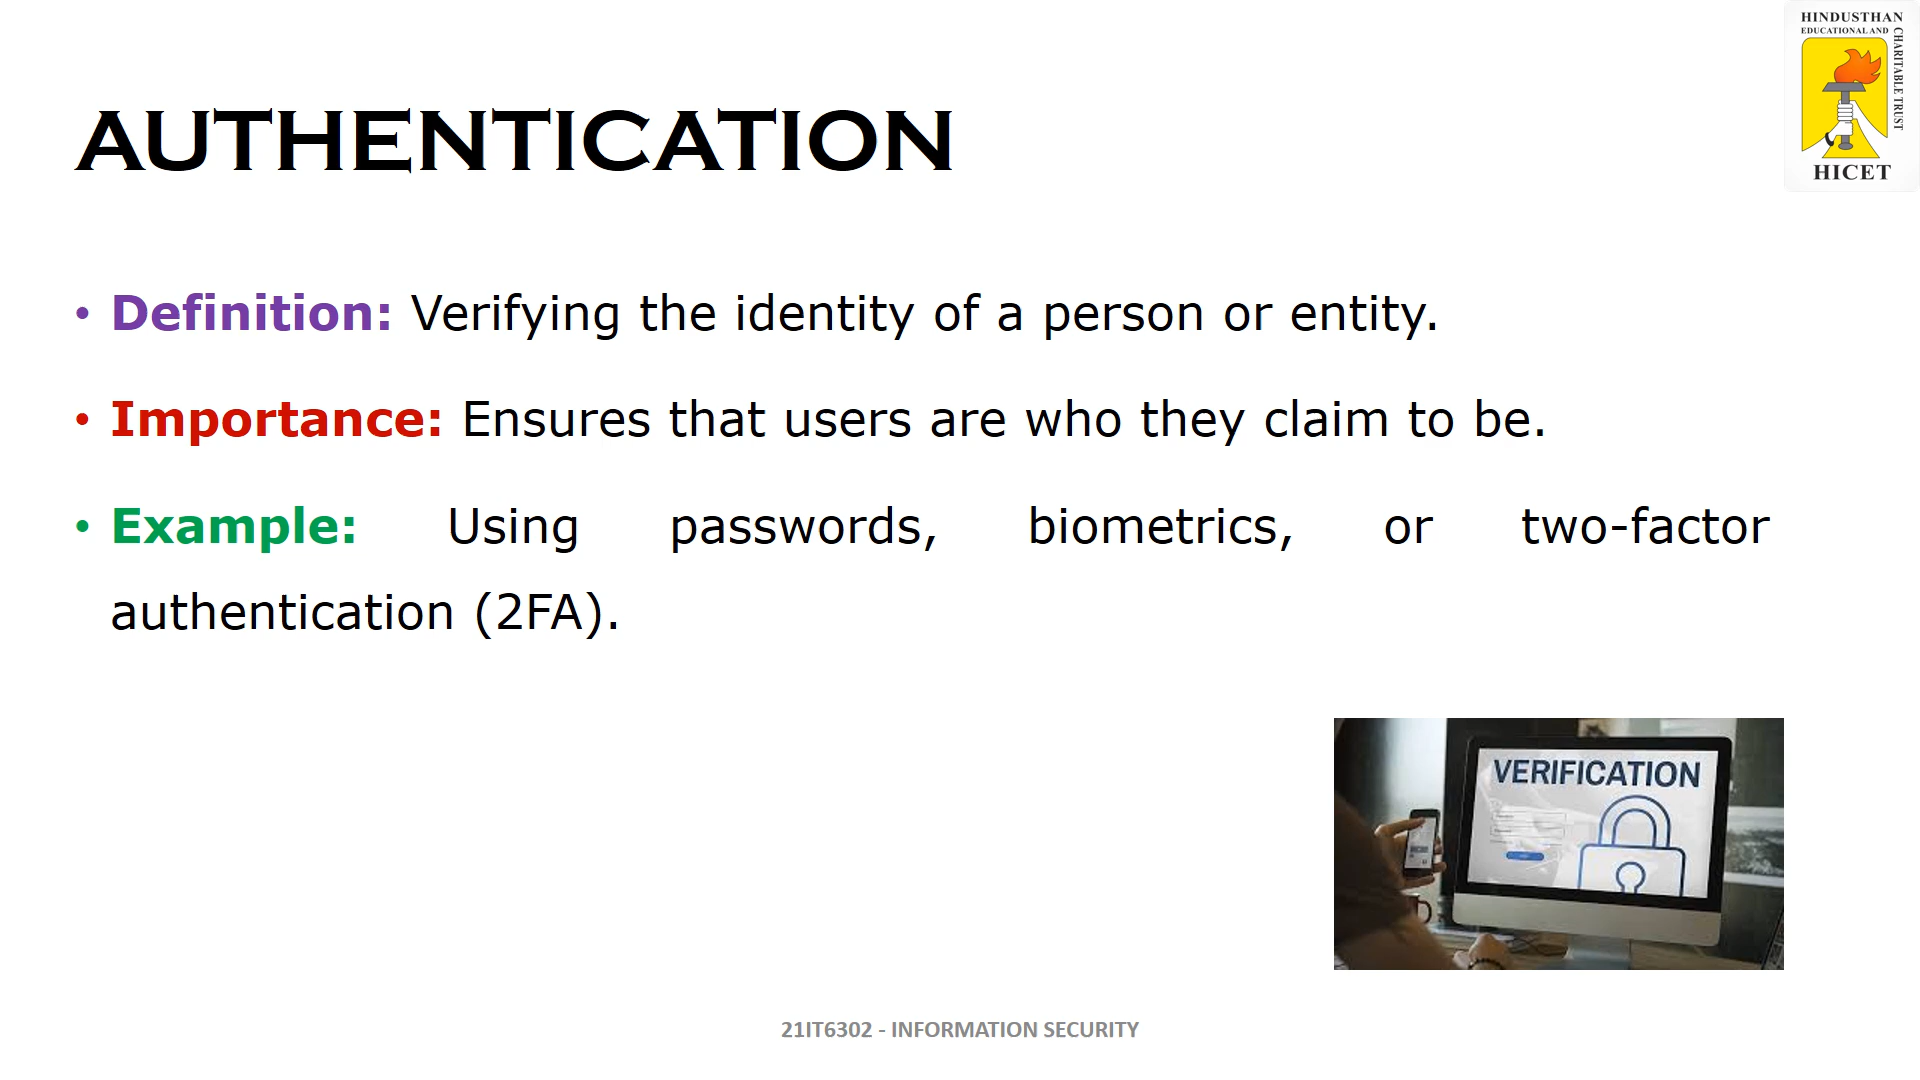 HINDUSTHAN
EDUCATIONAL AND
CHARITABLE TRUST
HICET
AUTHENTICATION
• Definition: Verifying the identity of a person or entity.
• Importance: Ensures that users are who they claim to be.
• Example: Using passwords, biometrics, or two-factor
authentication (2FA).
VERIFICATION
21IT6302 - INFORMATION SECURITY